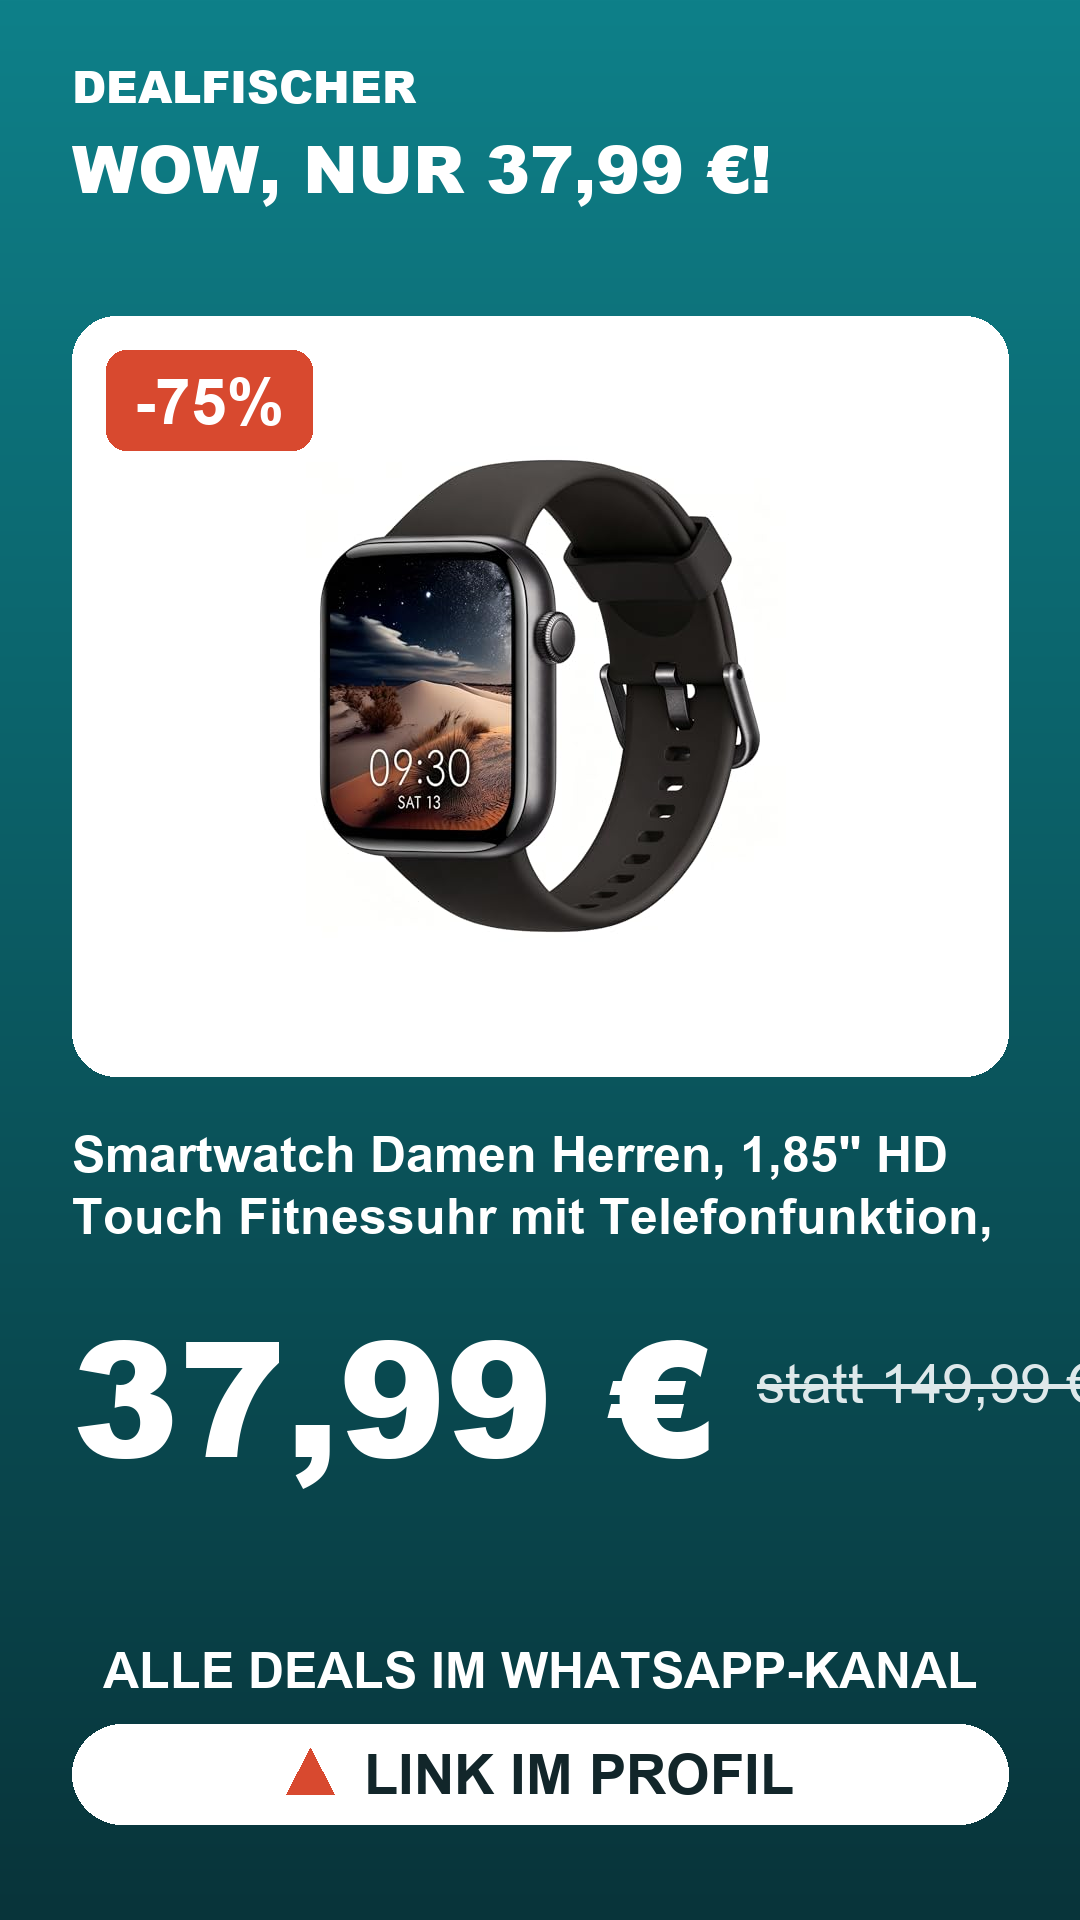 DEALFISCHER
WOW, NUR 37,99 €!
-75%
09:30
SAT 13
Smartwatch Damen Herren, 1,85" HD
Touch Fitnessuhr mit Telefonfunktion,
37,99 €
statt 149,99 €
ALLE DEALS IM WHATSAPP-KANAL
LINK IM PROFIL